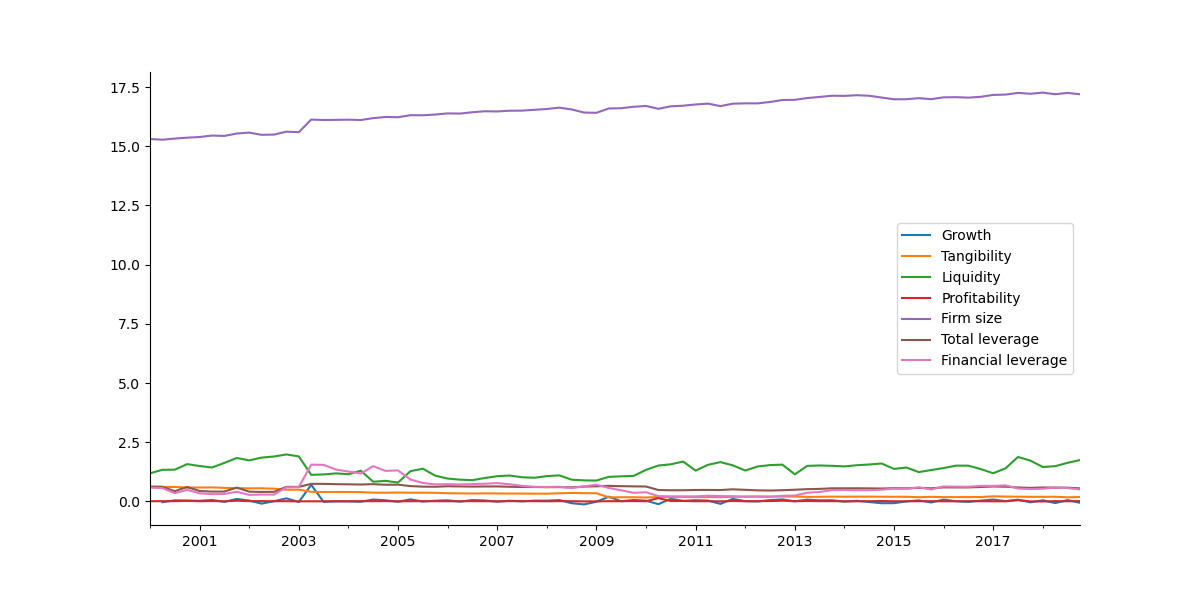 17.5
15.0
12.5
10.0
7.5
5.0
2.5
0.0
Growth
Tangibility
Liquidity
Profitability
Firm size
Total leverage
Financial leverage
2001 2003 2005 2007 2009 2011 2013 2015 2017